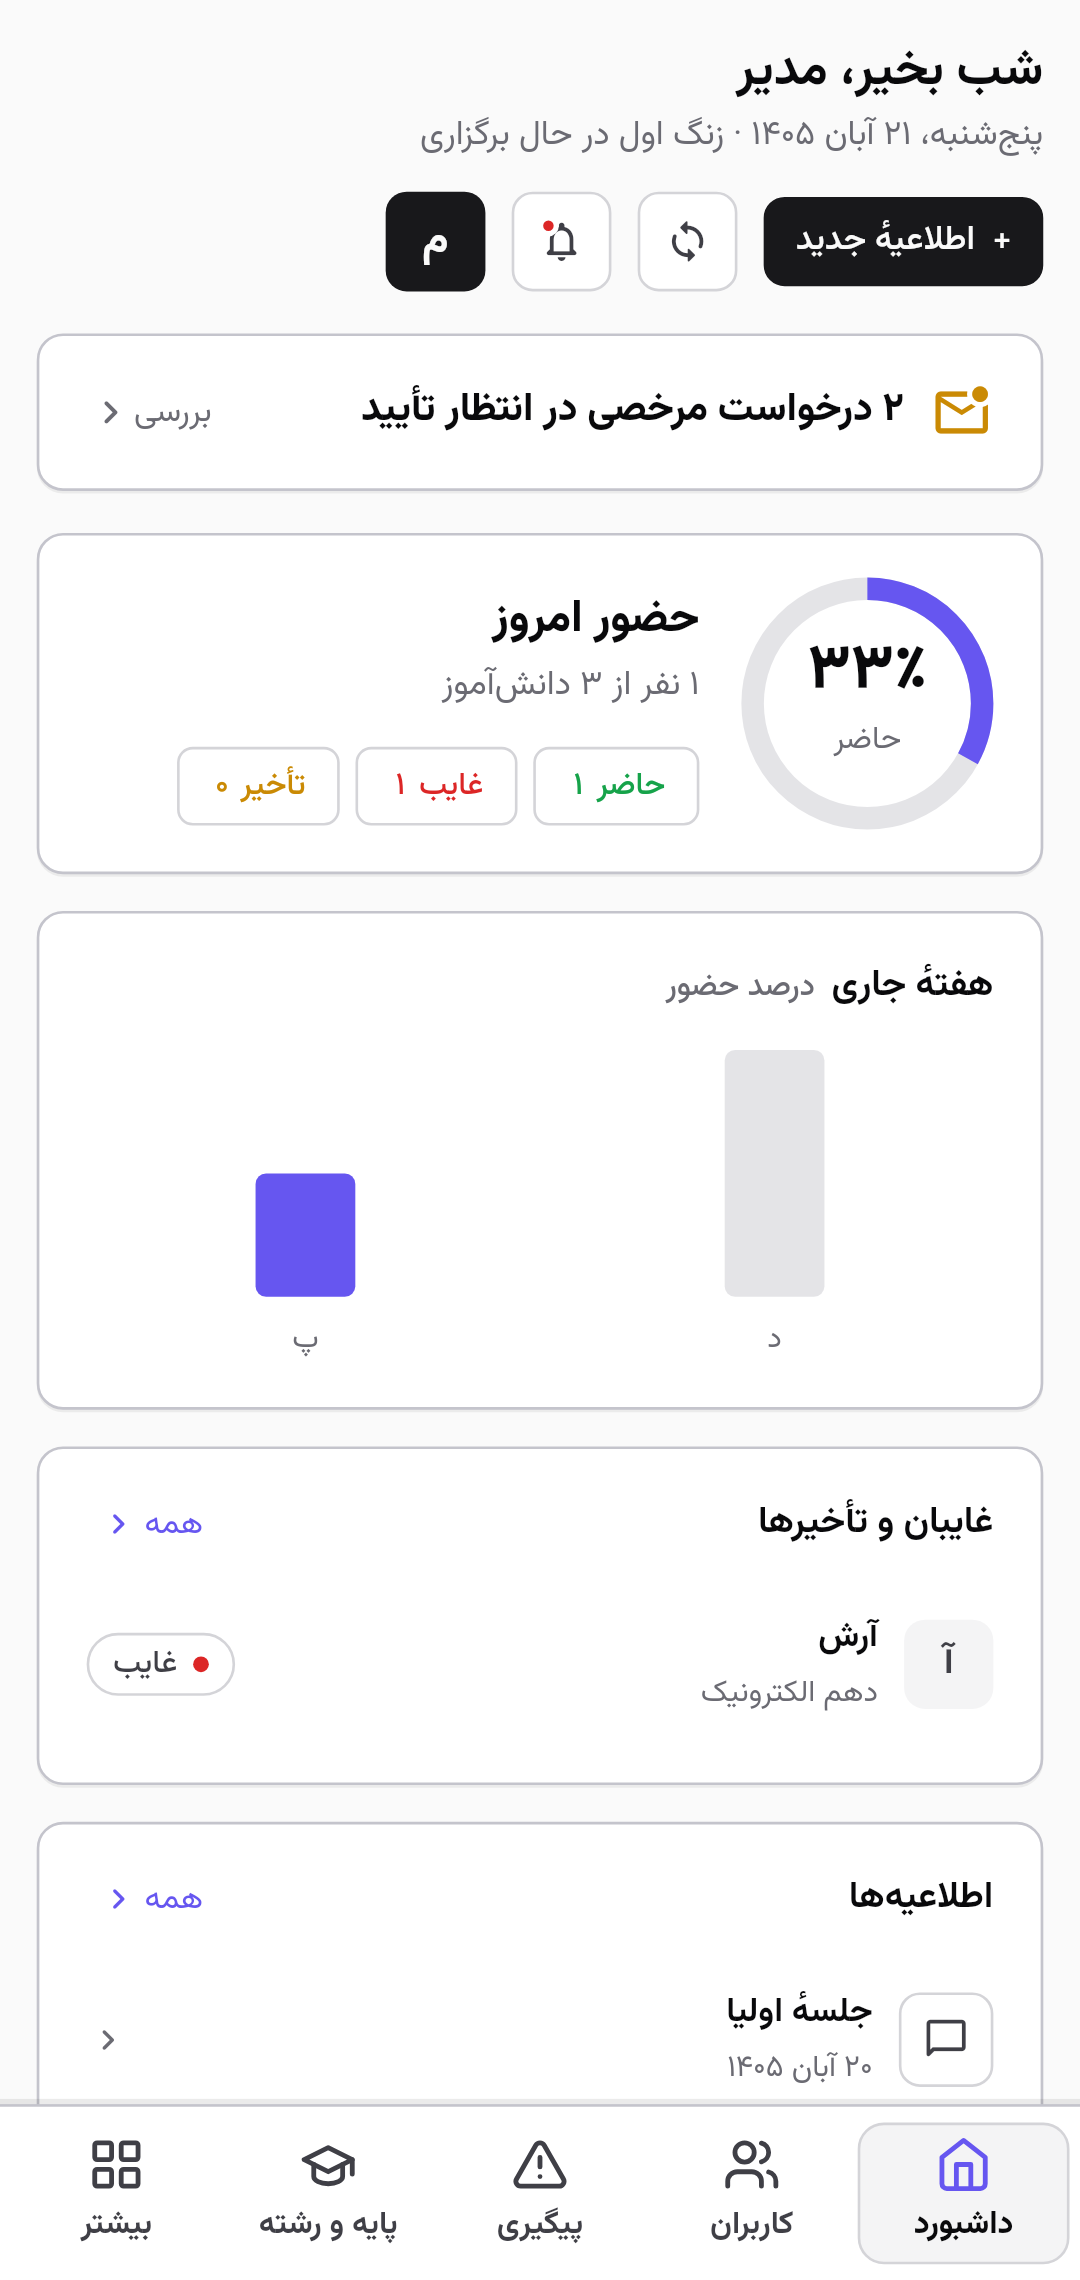 شب بخیر، مدیر
پنج‌شنبه، ۲۱ آبان ۱۴۰۵ · زنگ اول در حال برگزاری
+ اطلاعیهٔ جدید
م
۲ درخواست مرخصی در انتظار تأیید
بررسی
۳۳٪
حاضر
حضور امروز
۱ نفر از ۳ دانش‌آموز
حاضر ۱
غایب ۱
تأخیر ۰
هفتهٔ جاری درصد حضور
د
پ
غایبان و تأخیرها
همه
آ
آرش
دهم الکترونیک
غایب
اطلاعیه‌ها
همه
جلسهٔ اولیا
۲۰ آبان ۱۴۰۵
داشبورد
کاربران
پیگیری
پایه و رشته
بیشتر